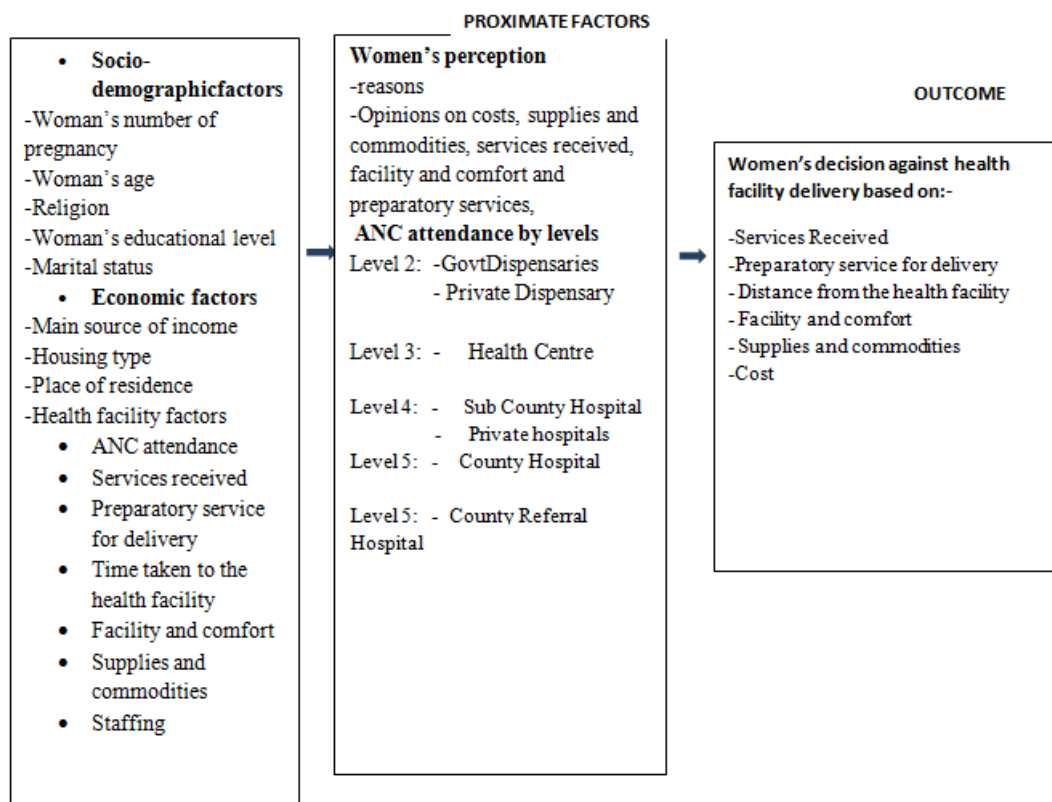 PROXIMATE FACTORS
• Socio-
demographicfactors
-Woman's number of
pregnancy
-Woman's age
-Religion
-Woman's educational level
-Marital status
• Economic factors
-Main source of income
-Housing type
-Place of residence
-Health facility factors
• ANC attendance
• Services received
• Preparatory service
for delivery
• Time taken to the
health facility
• Facility and comfort
• Supplies and
commodities
• Staffing
Women's perception
-reasons
-Opinions on costs, supplies and
commodities, services received,
facility and comfort and
preparatory services,
ANC attendance by levels
Level 2: -GovtDispensaries
- Private Dispensary
Level 3: - Health Centre
Level 4: - Sub County Hospital
- Private hospitals
Level 5: - County Hospital
Level 5: - County Referral
Hospital
OUTCOME
Women's decision against health
facility delivery based on:-
-Services Received
-Preparatory service for delivery
-Distance from the health facility
-Facility and comfort
-Supplies and commodities
-Cost